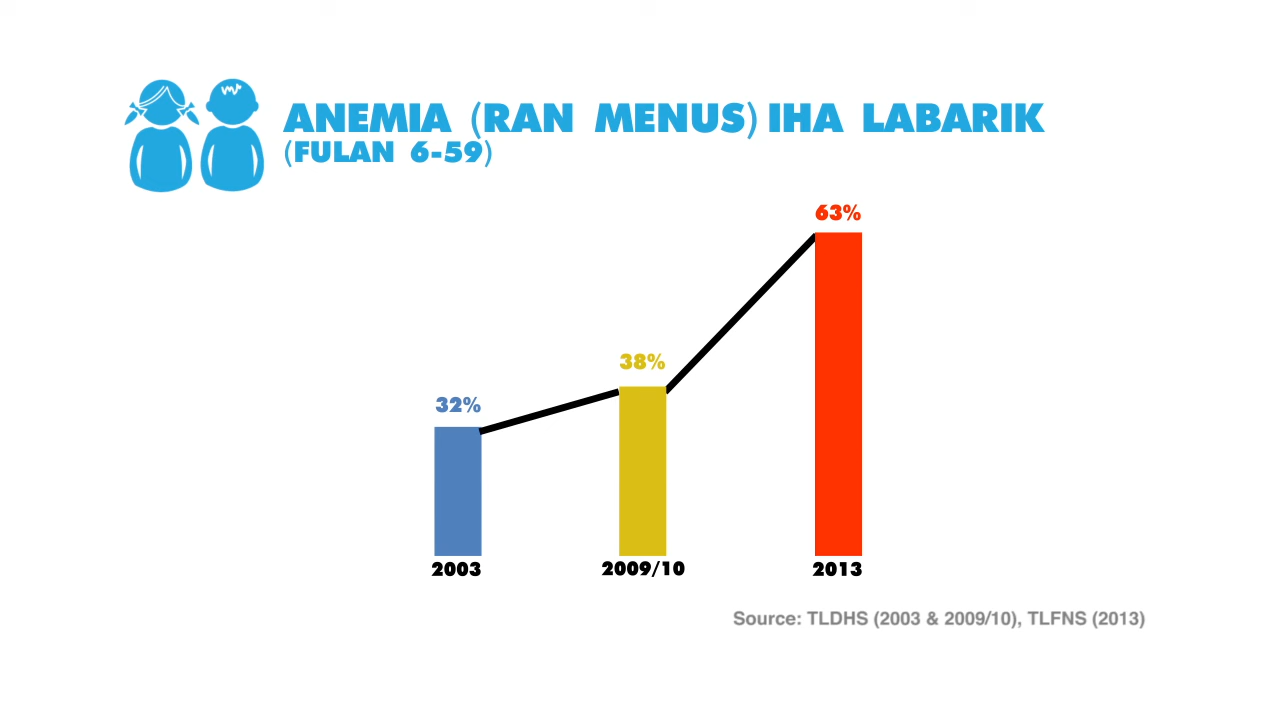 ANEMIA (RAN MENUS) IHA LABARIK
(FULAN 6-59)
63%
38%
32%
2003
2009/10
2013
Source: TLDHS (2003 & 2009/10), TLFNS (2013)